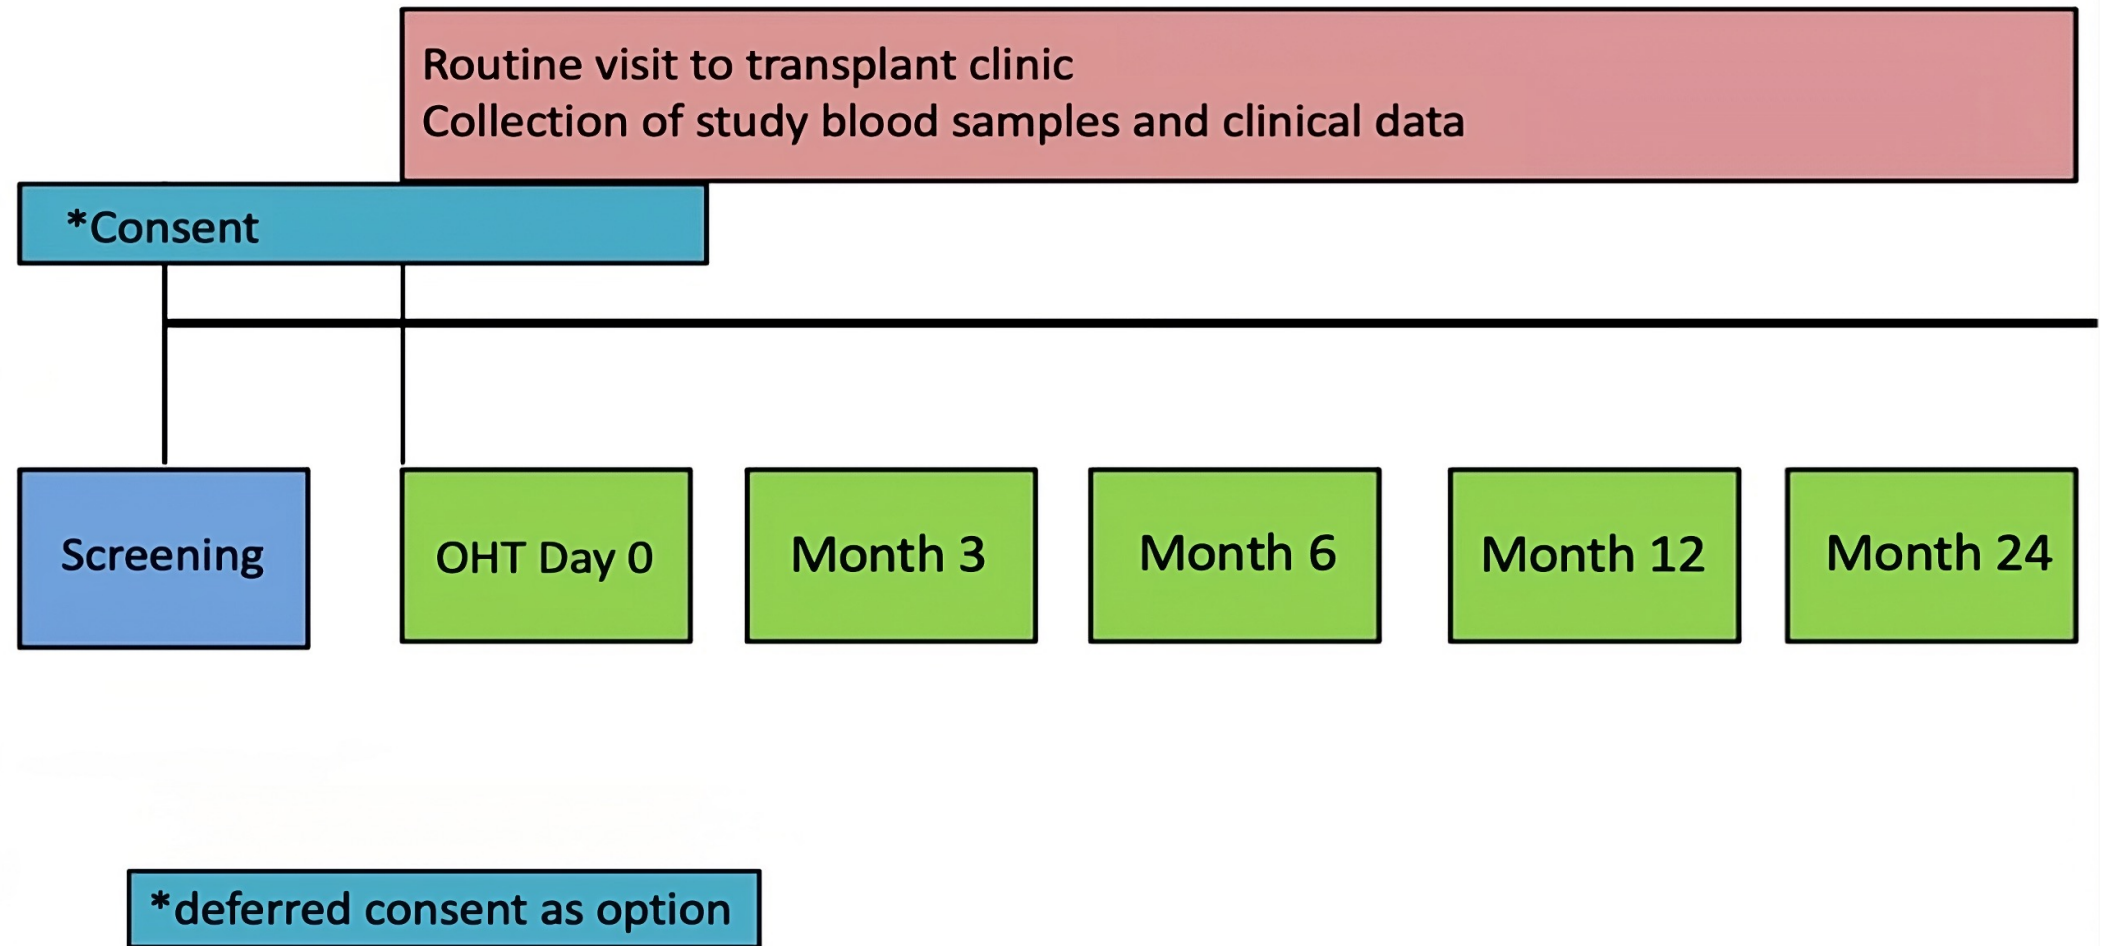 Routine visit to transplant clinic
Collection of study blood samples and clinical data
*Consent
Screening
OHT Day 0
Month 3
Month 6
Month 12
Month 24
*deferred consent as option